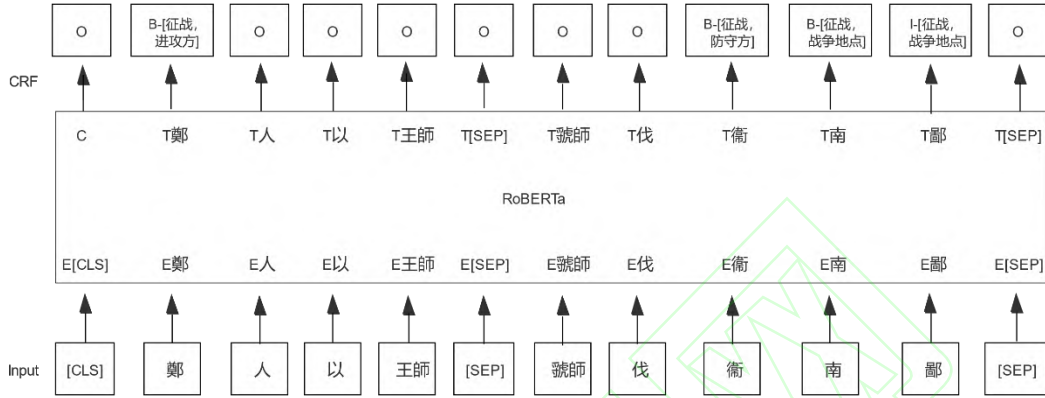 O B-[征战, 进攻方] O O O O O O B-[征战, 防守方] B-[征战, 战争地点] I-[征战, 战争地点] O
CRF
C T鄭 T人 T以 T王師 T[SEP] T虢師 T伐 T衞 T南 T鄙 T[SEP]
RoBERTa
E[CLS] E鄭 E人 E以 E王師 E[SEP] E虢師 E伐 E衞 E南 E鄙 E[SEP]
Input [CLS] 鄭 人 以 王師 [SEP] 虢師 伐 衞 南 鄙 [SEP]